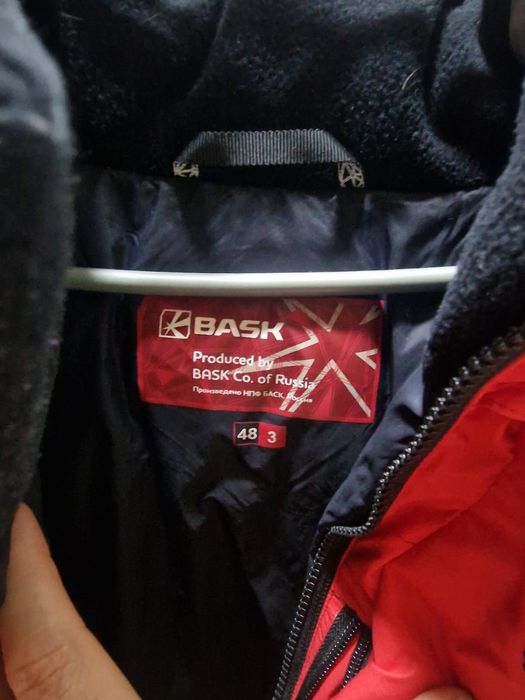 BASK
Produced by
BASK Co. of Russia
Произведено НПФ БАСК, Россия
48 3